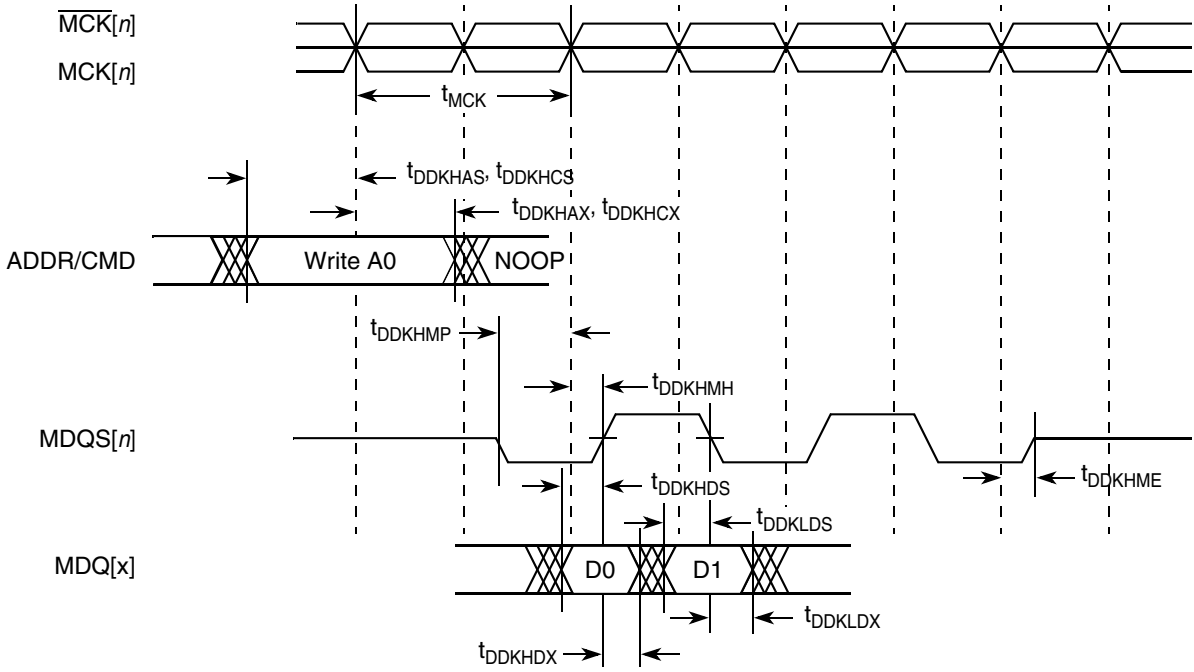 MCK[n]
MCK[n]
tMCK
tDDKHAS, tDDKHCS
tDDKHAX, tDDKHCX
ADDR/CMD
Write A0
NOOP
tDDKHMP
tDDKHMH
MDQS[n]
tDDKHDS
tDDKHME
tDDKLDS
MDQ[x]
D0
D1
tDDKLDX
tDDKHDX